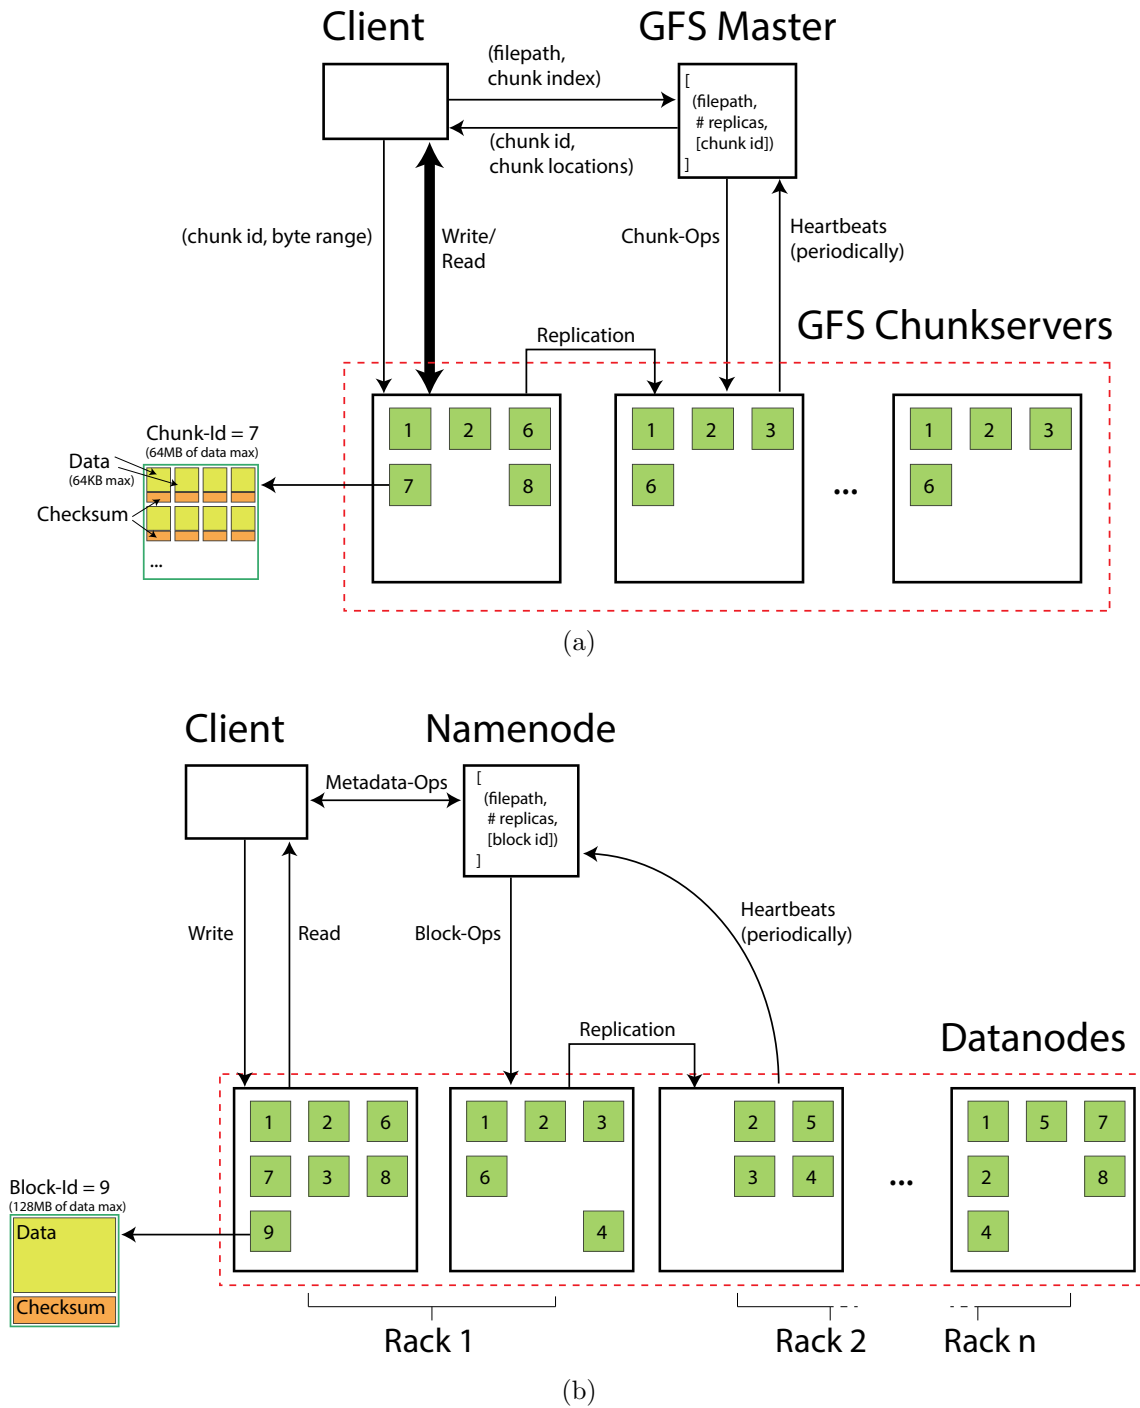 Client
GFS Master
(filepath,
chunk index)
[
(filepath,
# replicas,
[chunk id])
]
(chunk id,
chunk locations)
(chunk id, byte range)
Write/
Read
Chunk-Ops
Heartbeats
(periodically)
GFS Chunkservers
Replication
1 2 6
7 8
1 2 3
6
...
1 2 3
6
Chunk-Id = 7
(64MB of data max)
Data
(64KB max)
Checksum
...
(a)
Client
Namenode
Metadata-Ops
[
(filepath,
# replicas,
[block id])
]
Write
Read
Block-Ops
Heartbeats
(periodically)
Replication
Datanodes
1 2 6
7 3 8
9
1 2 3
6
4
2 5
3 4
...
1 5 7
2 8
4
Block-Id = 9
(128MB of data max)
Data
Checksum
Rack 1
Rack 2
Rack n
(b)